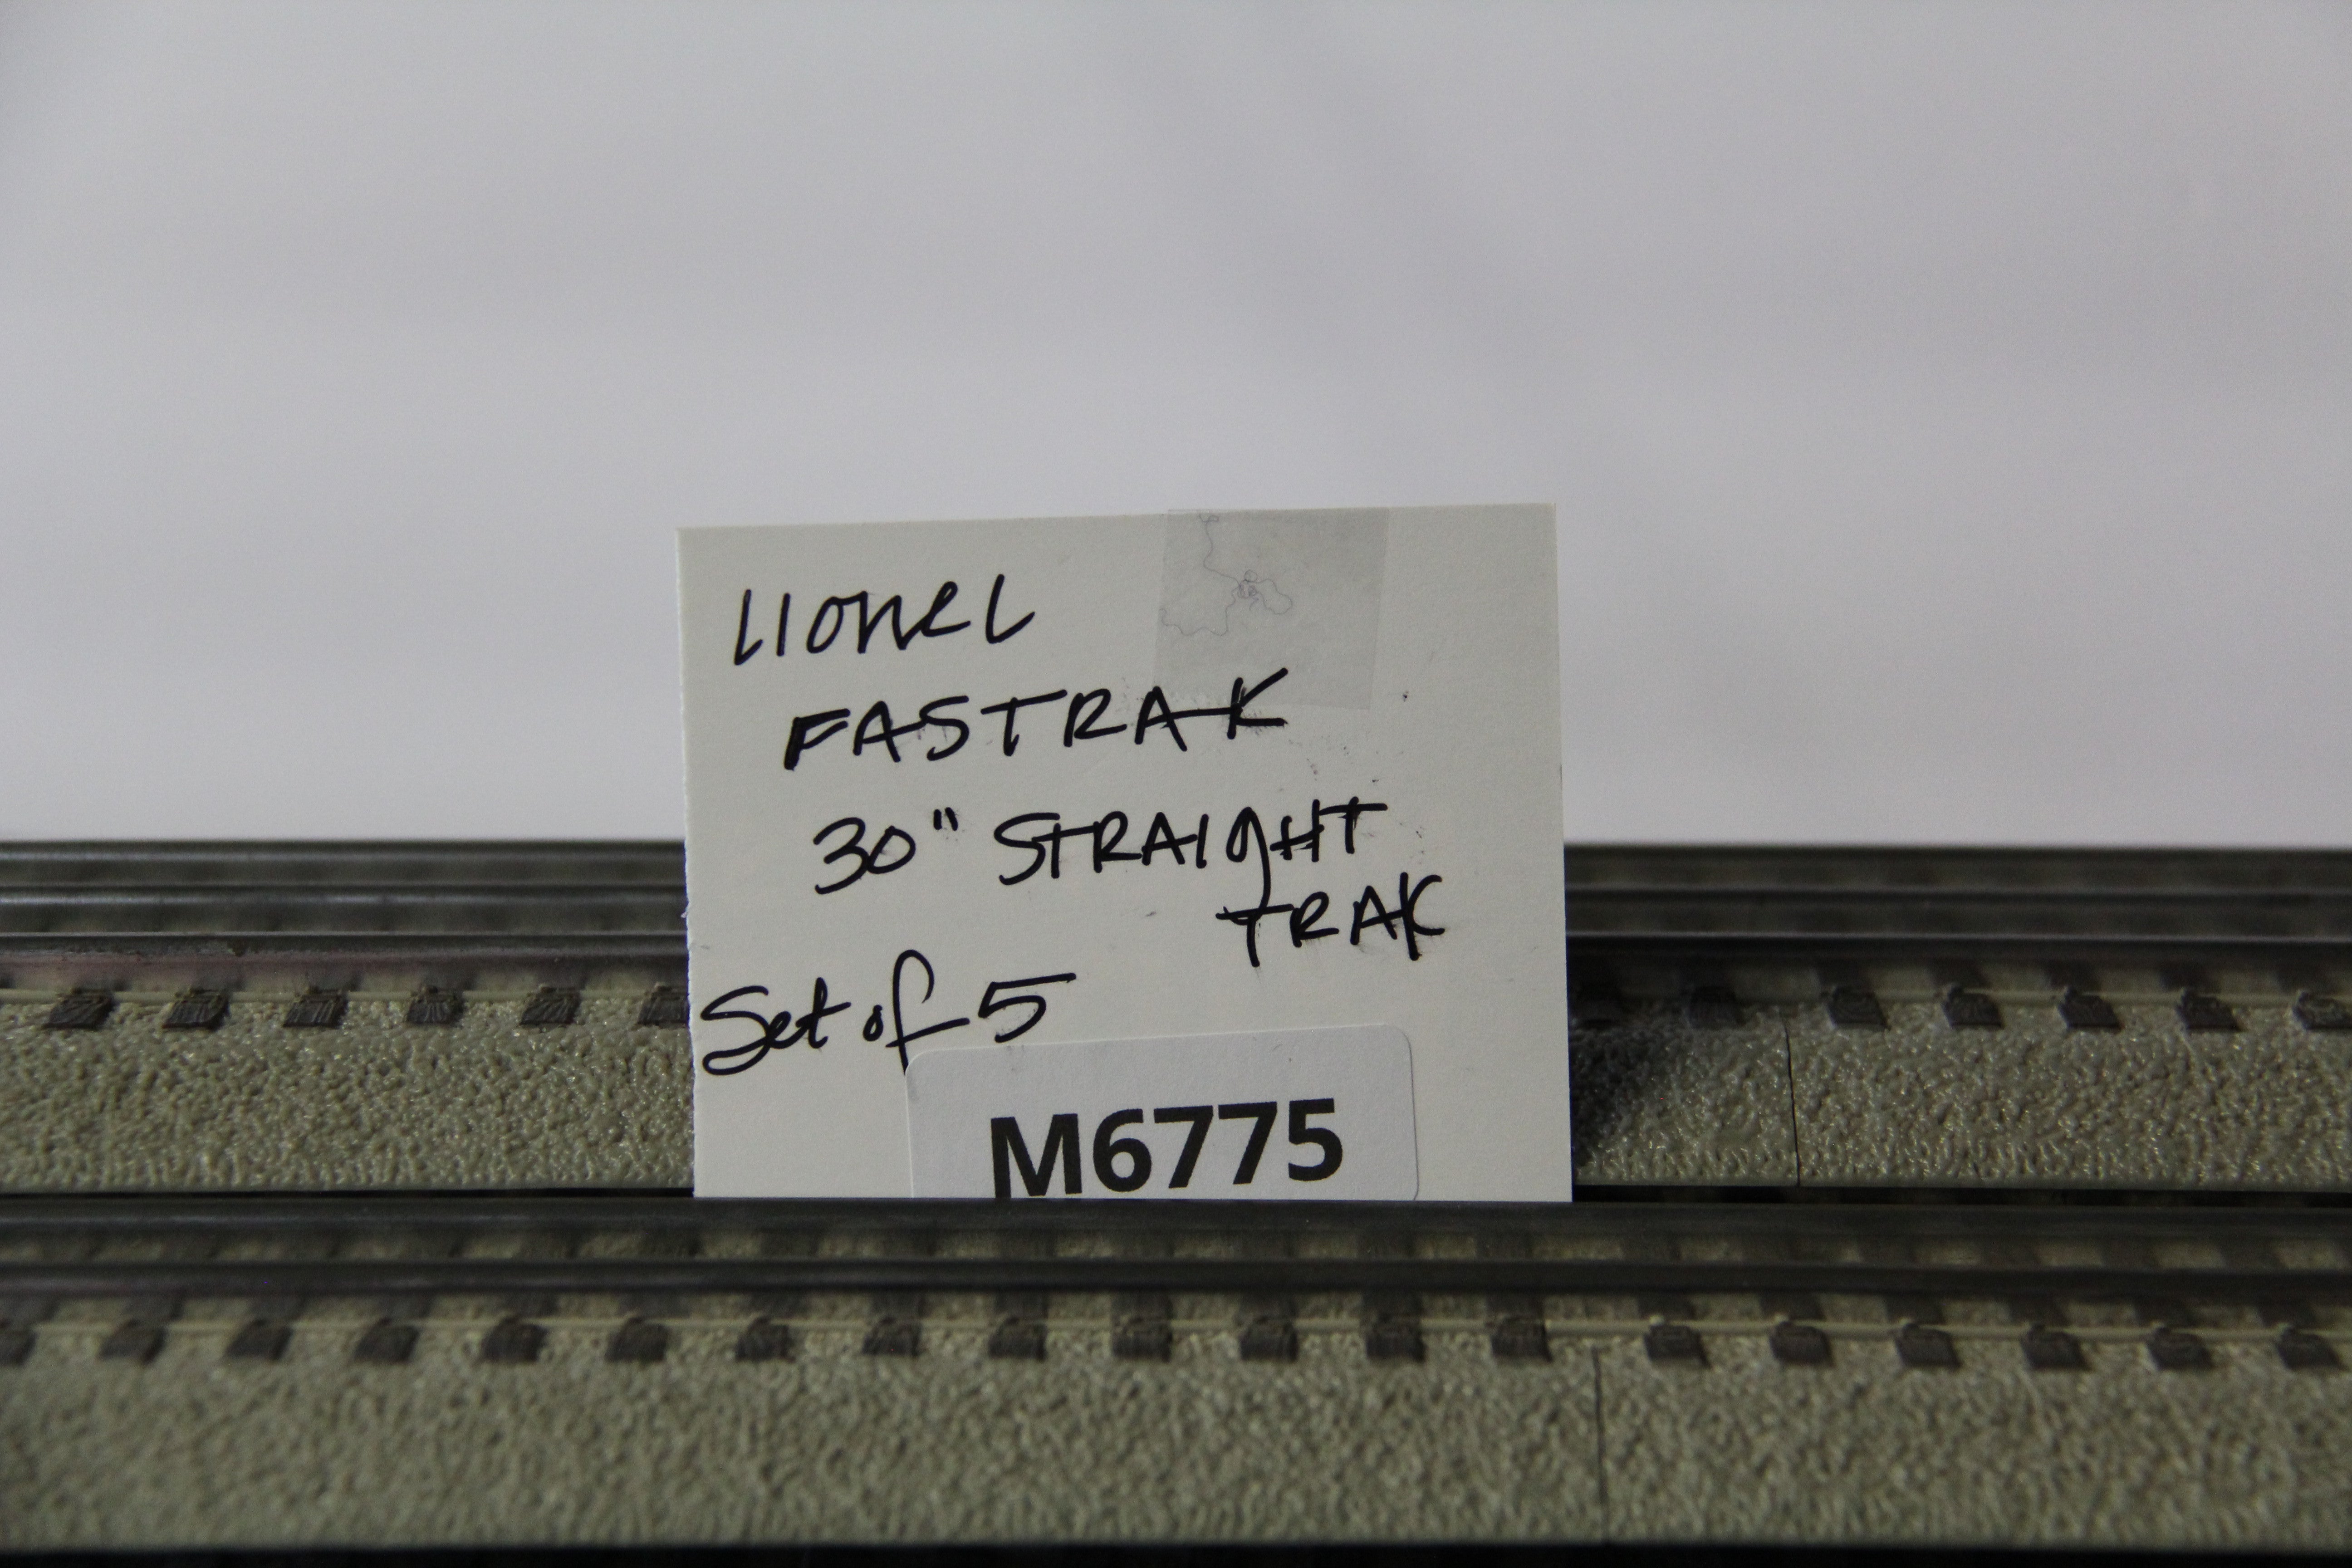 Lionel
FASTRAK
30" STRAIGHT
TRAK
Set of 5
M6775